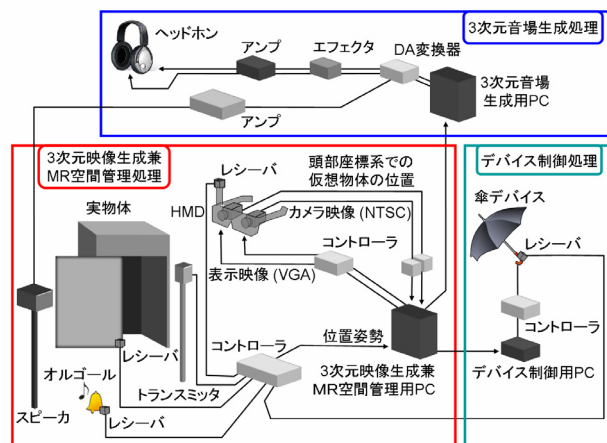 3次元音場生成処理
ヘッドホン
アンプ
エフェクタ
DA変換器
3次元音場
生成用PC
アンプ
3次元映像生成兼
MR空間管理処理
レシーバ
頭部座標系での
仮想物体の位置
デバイス制御処理
実物体
HMD
カメラ映像 (NTSC)
傘デバイス
レシーバ
コントローラ
表示映像 (VGA)
コントローラ
レシーバ
コントローラ
位置姿勢
3次元映像生成兼
MR空間管理用PC
デバイス制御用PC
オルゴール
トランスミッタ
スピーカ
レシーバ